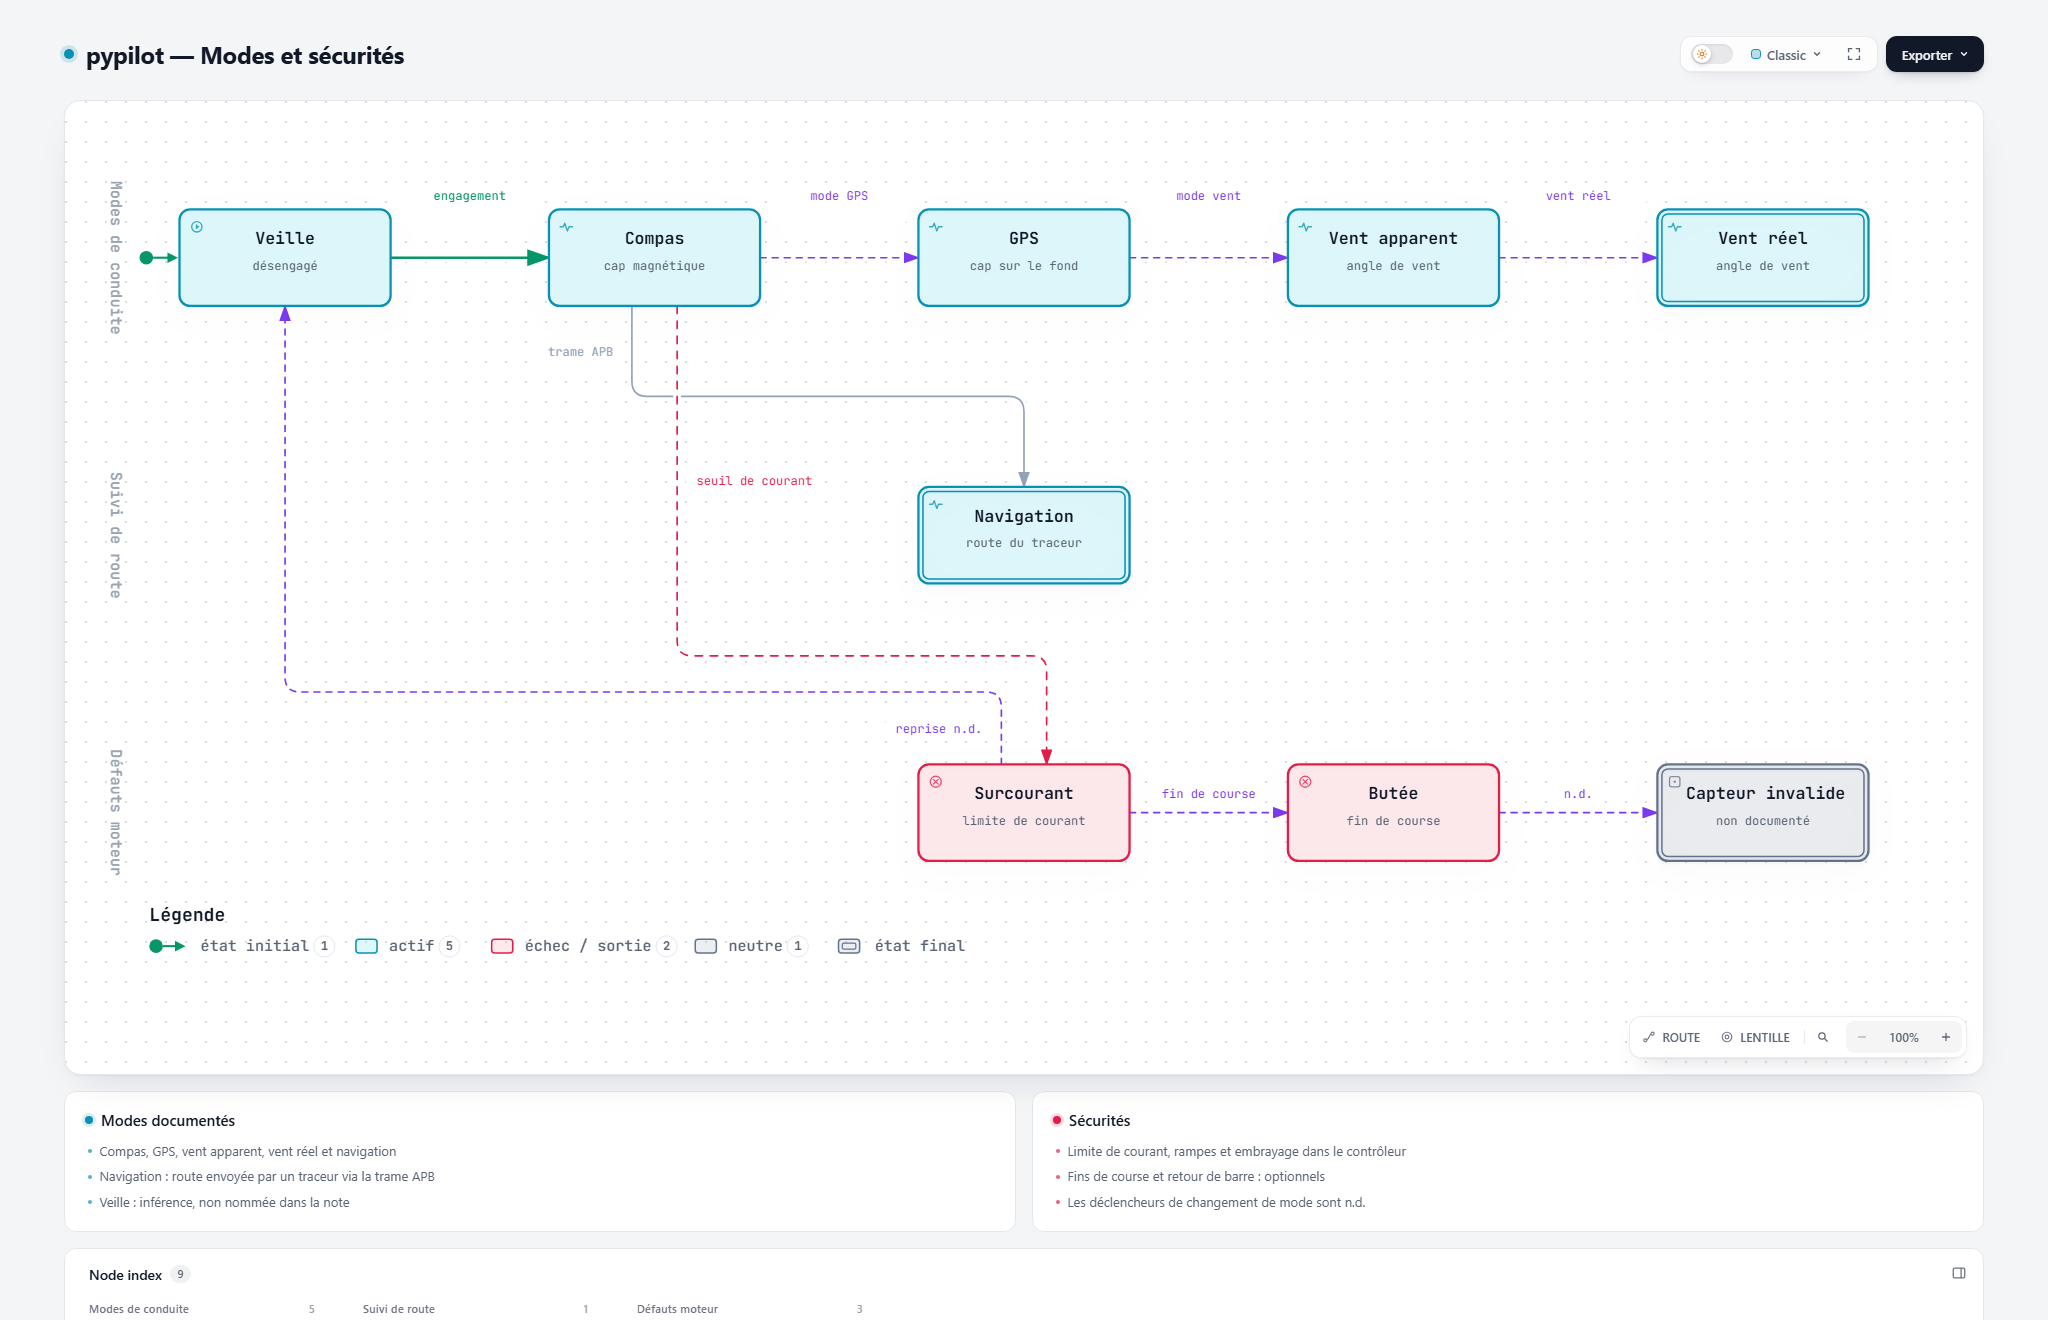 pypilot — Modes et sécurités
Classic
Exporter
Modes de conduite
engagement
mode GPS
mode vent
vent réel
Veille
désengagé
Compas
cap magnétique
GPS
cap sur le fond
Vent apparent
angle de vent
Vent réel
angle de vent
trame APB
Suivi de route
seuil de courant
Navigation
route du traceur
Défauts moteur
reprise n.d.
Surcourant
limite de courant
fin de course
Butée
fin de course
n.d.
Capteur invalide
non documenté
Légende
état initial 1
actif 5
échec / sortie 2
neutre 1
état final
ROUTE
LENTILLE
100%
Modes documentés
Compas, GPS, vent apparent, vent réel et navigation
Navigation : route envoyée par un traceur via la trame APB
Veille : inférence, non nommée dans la note
Sécurités
Limite de courant, rampes et embrayage dans le contrôleur
Fins de course et retour de barre : optionnels
Les déclencheurs de changement de mode sont n.d.
Node index 9
Modes de conduite 5
Suivi de route 1
Défauts moteur 3